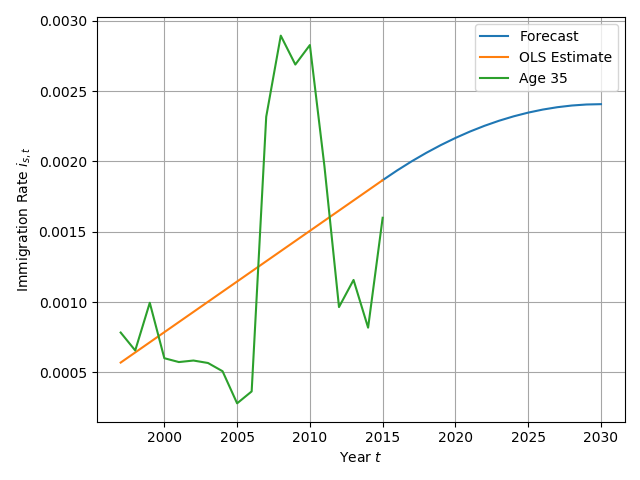 0.0030
0.0025
0.0020
0.0015
0.0010
0.0005
Immigration Rate i_{s,t}
2000 2005 2010 2015 2020 2025 2030
Year t
Forecast
OLS Estimate
Age 35